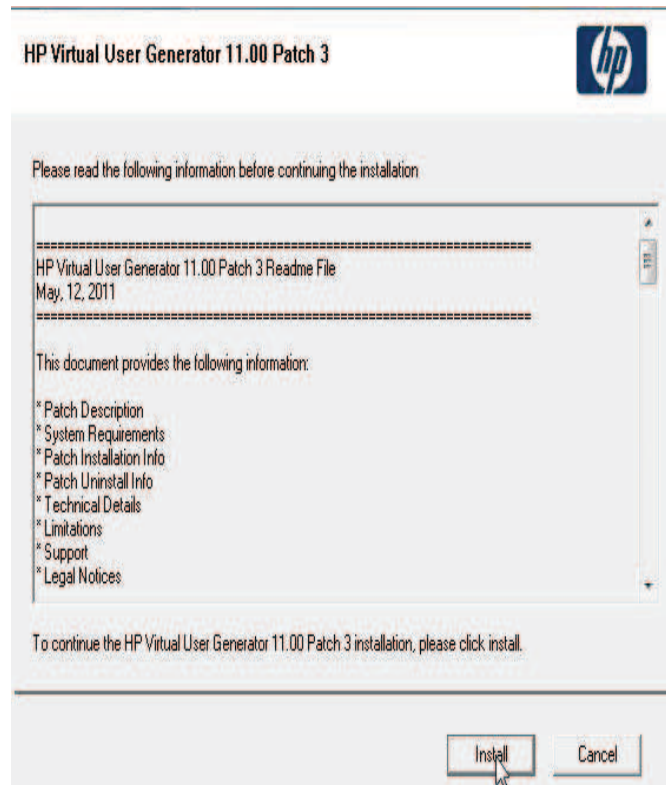 HP Virtual User Generator 11.00 Patch 3
hp
Please read the following information before continuing the installation
========================================================================
HP Virtual User Generator 11.00 Patch 3 Readme File
May, 12, 2011
========================================================================
This document provides the following information:
* Patch Description
* System Requirements
* Patch Installation Info
* Patch Uninstall Info
* Technical Details
* Limitations
* Support
* Legal Notices
To continue the HP Virtual User Generator 11.00 Patch 3 installation, please click install.
Install
Cancel